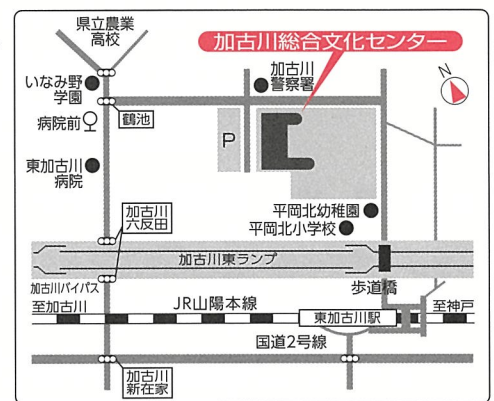 県立農業
高校
加古川総合文化センター
N
加古川
警察署
いなみ野
学園
病院前
鶴池
P
東加古川
病院
加古川
六反田
平岡北幼稚園
平岡北小学校
加古川東ランプ
加古川バイパス
歩道橋
至加古川
JR山陽本線
東加古川駅
至神戸
国道2号線
加古川
新在家